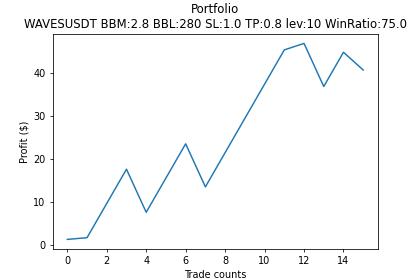 Portfolio
WAVESUSDT BBM:2.8 BBL:280 SL:1.0 TP:0.8 lev:10 WinRatio:75.0
40
30
20
10
0
Profit ($)
0 2 4 6 8 10 12 14
Trade counts